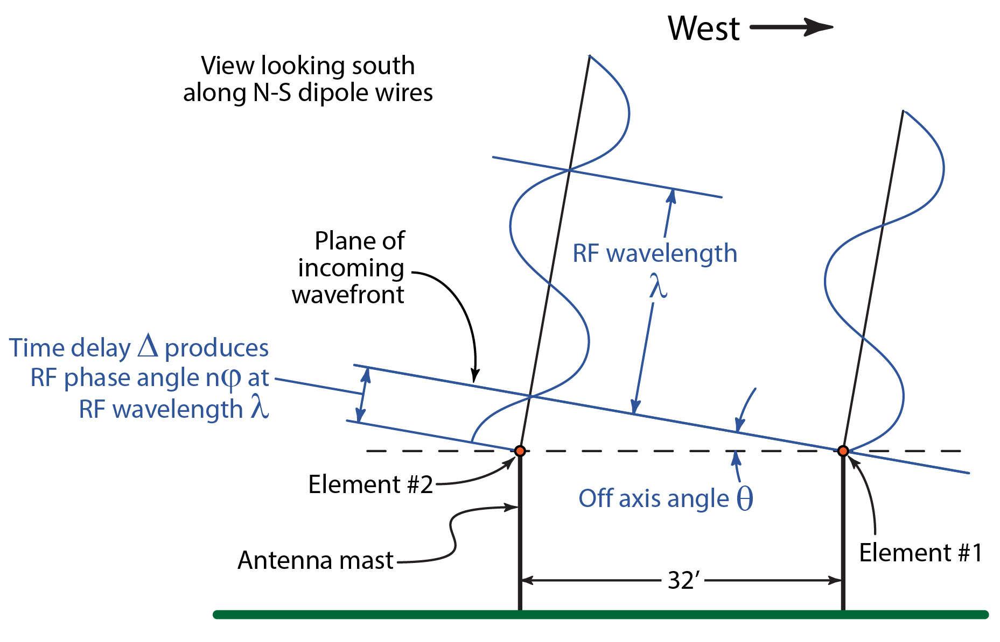 West
View looking south
along N-S dipole wires
Plane of
incoming
wavefront
RF wavelength
λ
Time delay Δ produces
RF phase angle nφ at
RF wavelength λ
Element #2
Off axis angle θ
Antenna mast
Element #1
32’